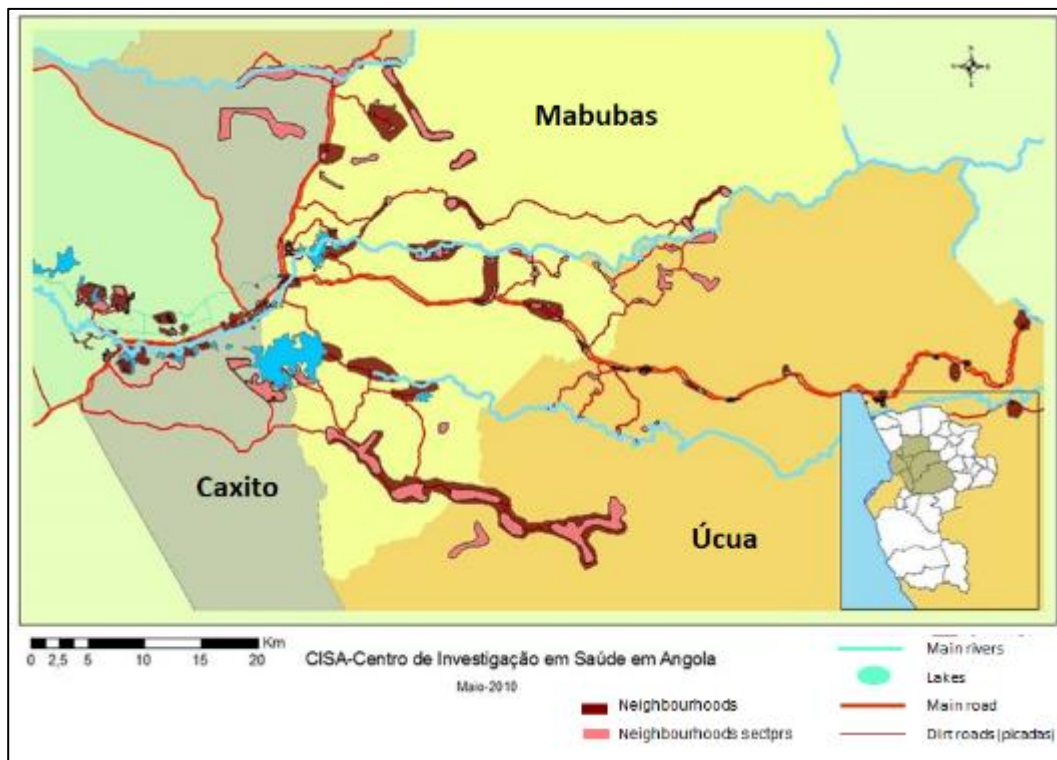 Mabubas
Caxito
Úcua
Km
0 2,5 5 10 15 20
CISA-Centro de Investigação em Saúde em Angola
Maio-2010
Neighbourhoods
Neighbourhoods sectprs
Main rivers
Lakes
Main road
Dirt roads (picadas)